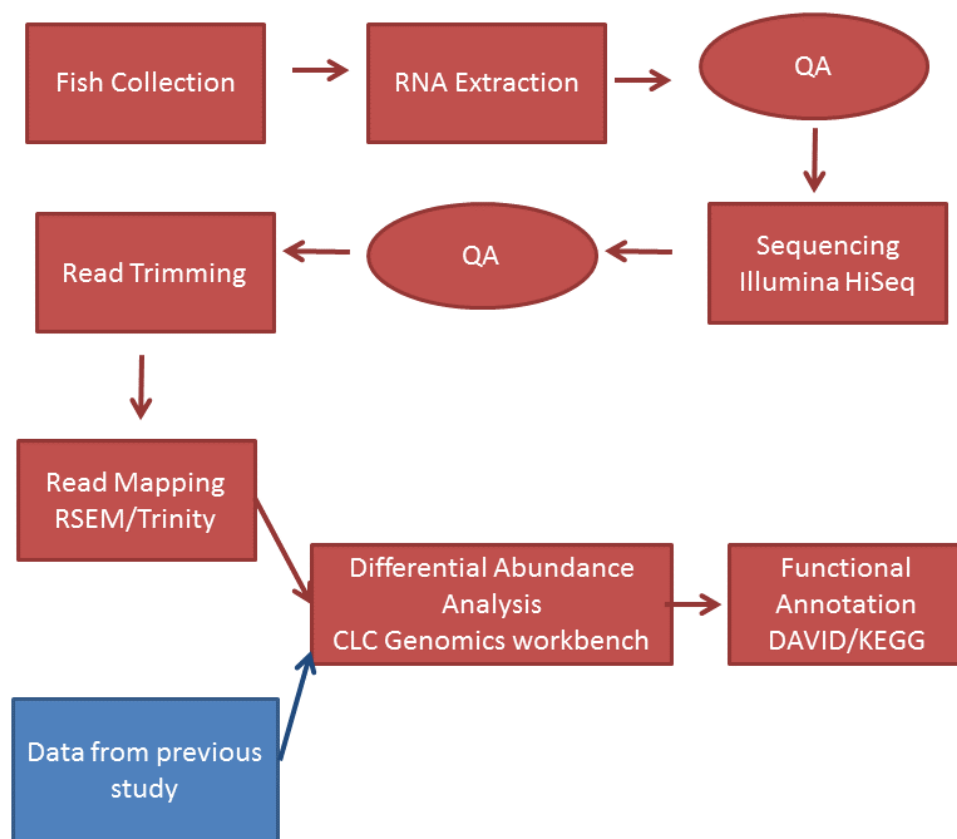 Fish Collection
RNA Extraction
QA
Sequencing
Illumina HiSeq
QA
Read Trimming
Read Mapping
RSEM/Trinity
Differential Abundance
Analysis
CLC Genomics workbench
Functional
Annotation
DAVID/KEGG
Data from previous
study